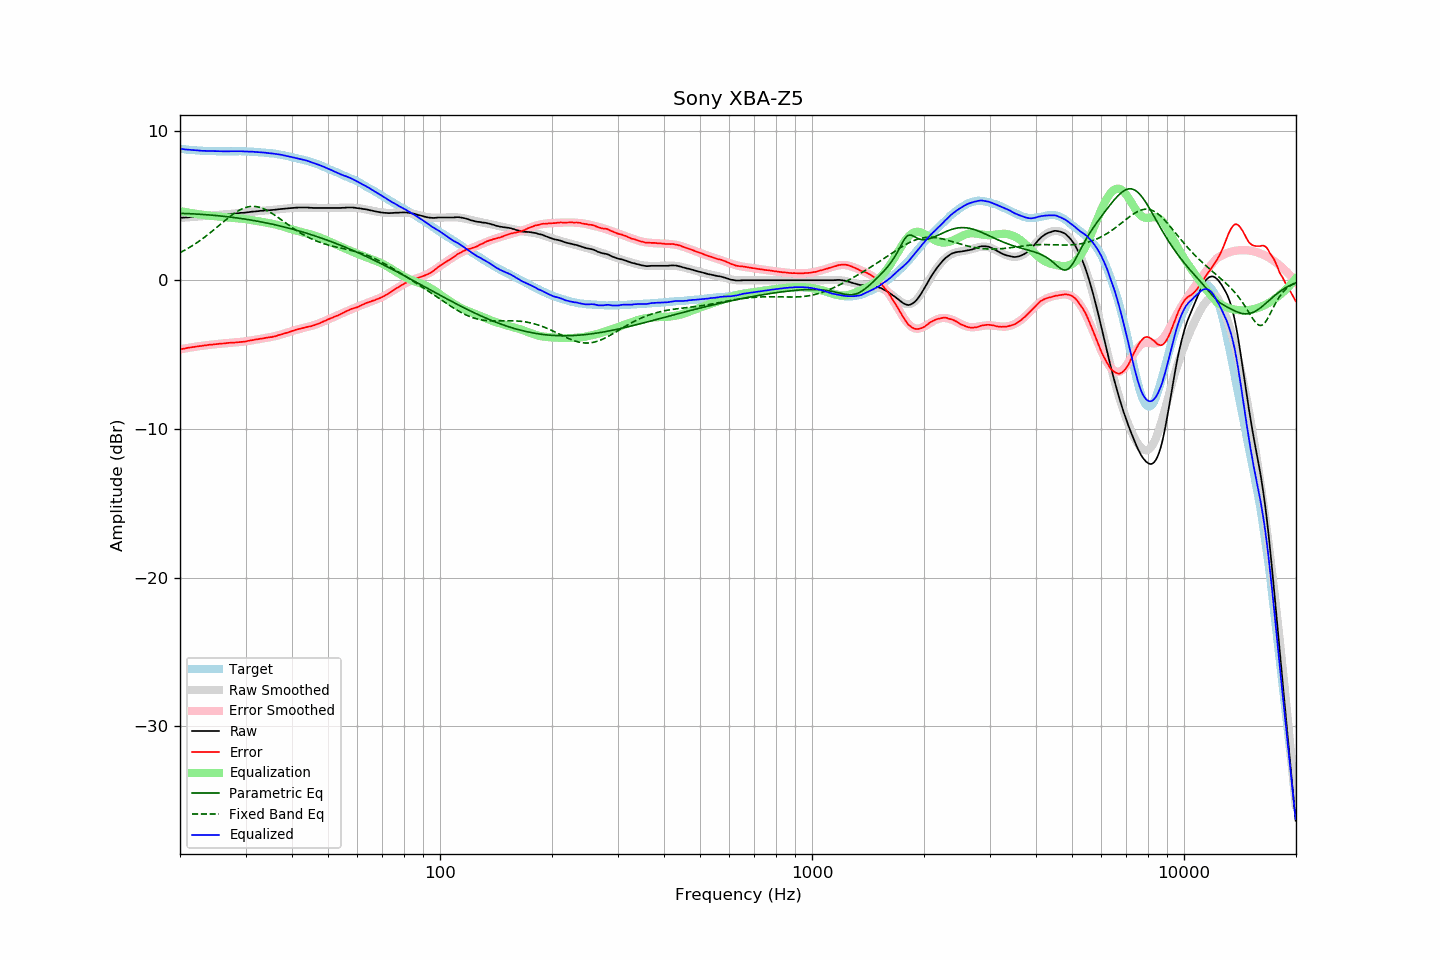 Sony XBA-Z5
10
0
−10
−20
−30
Amplitude (dBr)
Target
Raw Smoothed
Error Smoothed
Raw
Error
Equalization
Parametric Eq
Fixed Band Eq
Equalized
100
1000
10000
Frequency (Hz)